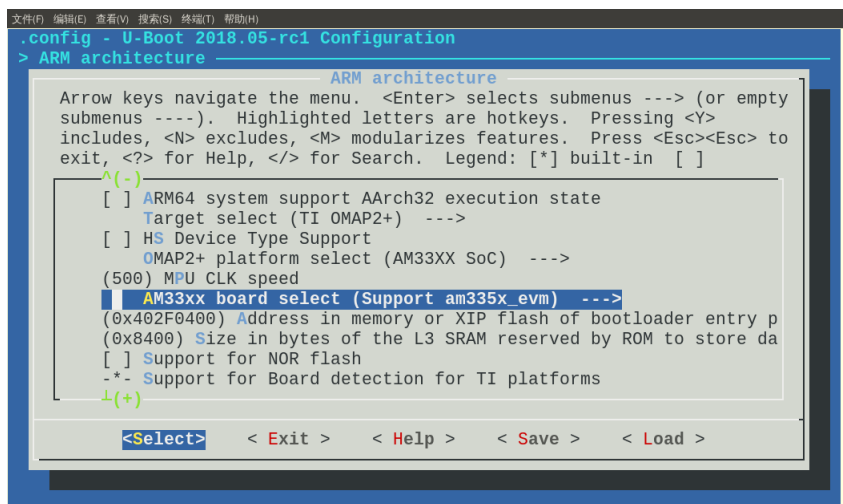 文件(F) 编辑(E) 查看(V) 搜索(S) 终端(T) 帮助(H)
.config - U-Boot 2018.05-rc1 Configuration
> ARM architecture
ARM architecture
Arrow keys navigate the menu.  <Enter> selects submenus ---> (or empty
submenus ----).  Highlighted letters are hotkeys.  Pressing <Y>
includes, <N> excludes, <M> modularizes features.  Press <Esc><Esc> to
exit, <?> for Help, </> for Search.  Legend: [*] built-in  [ ]
^(-)
[ ] ARM64 system support AArch32 execution state
Target select (TI OMAP2+)  --->
[ ] HS Device Type Support
OMAP2+ platform select (AM33XX SoC)  --->
(500) MPU CLK speed
AM33xx board select (Support am335x_evm)  --->
(0x402F0400) Address in memory or XIP flash of bootloader entry p
(0x8400) Size in bytes of the L3 SRAM reserved by ROM to store da
[ ] Support for NOR flash
-*- Support for Board detection for TI platforms
┴(+)
<Select>    < Exit >    < Help >    < Save >    < Load >